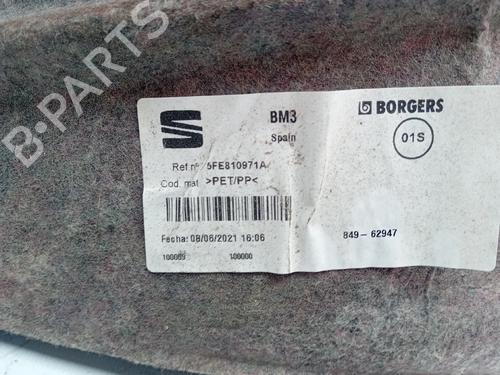 B-PARTS
BM3
Spain
BORGERS
01S
Ref nº 5FE810971A
Cod. mat. >PET/PP<
Fecha: 08/06/2021 16:06
849-62947
100000